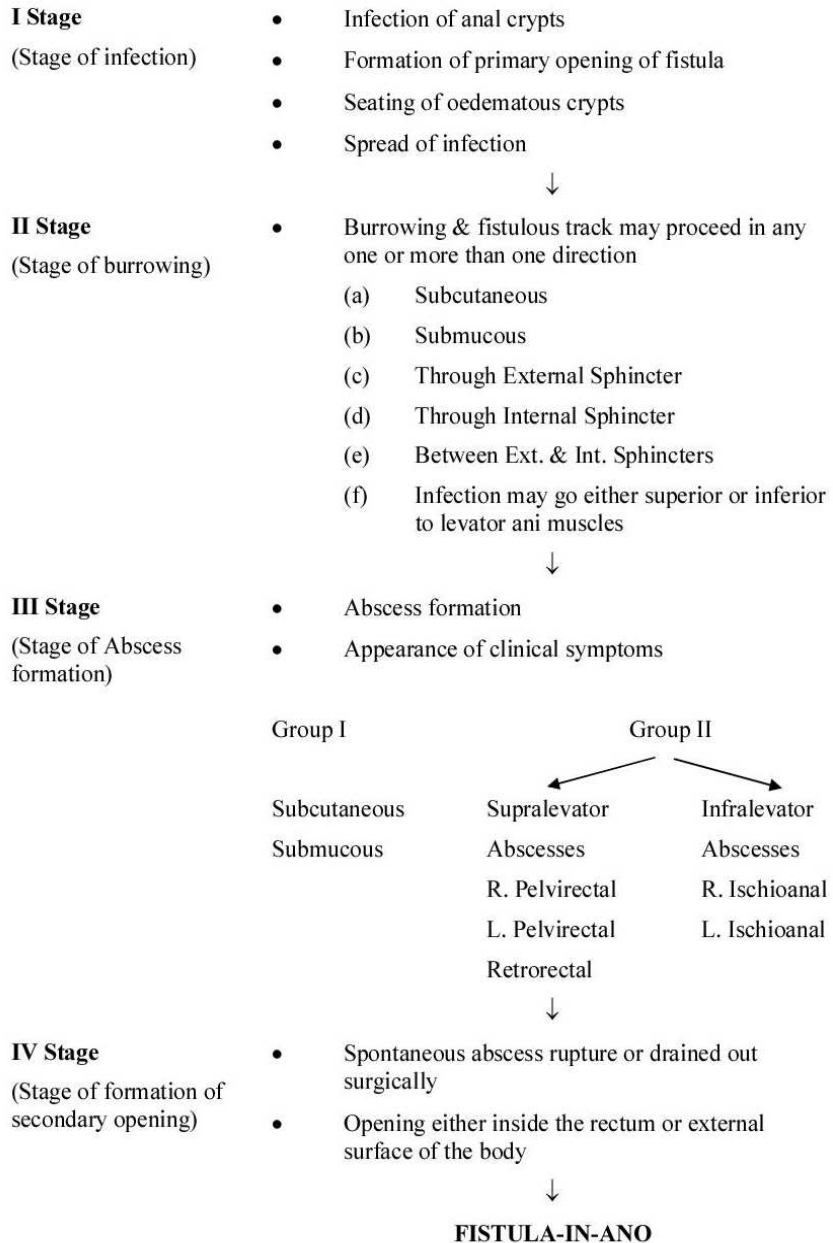 I Stage
• Infection of anal crypts
(Stage of infection)
• Formation of primary opening of fistula
• Seating of oedematous crypts
• Spread of infection
↓
II Stage
• Burrowing & fistulous track may proceed in any
one or more than one direction
(Stage of burrowing)
(a) Subcutaneous
(b) Submucous
(c) Through External Sphincter
(d) Through Internal Sphincter
(e) Between Ext. & Int. Sphincters
(f) Infection may go either superior or inferior
to levator ani muscles
↓
III Stage
• Abscess formation
(Stage of Abscess
formation)
• Appearance of clinical symptoms
Group I Group II
Subcutaneous Supralevator Infralevator
Submucous Abscesses Abscesses
R. Pelvirectal R. Ischioanal
L. Pelvirectal L. Ischioanal
Retrorectal
↓
IV Stage
• Spontaneous abscess rupture or drained out
surgically
(Stage of formation of
secondary opening)
• Opening either inside the rectum or external
surface of the body
↓
FISTULA-IN-ANO